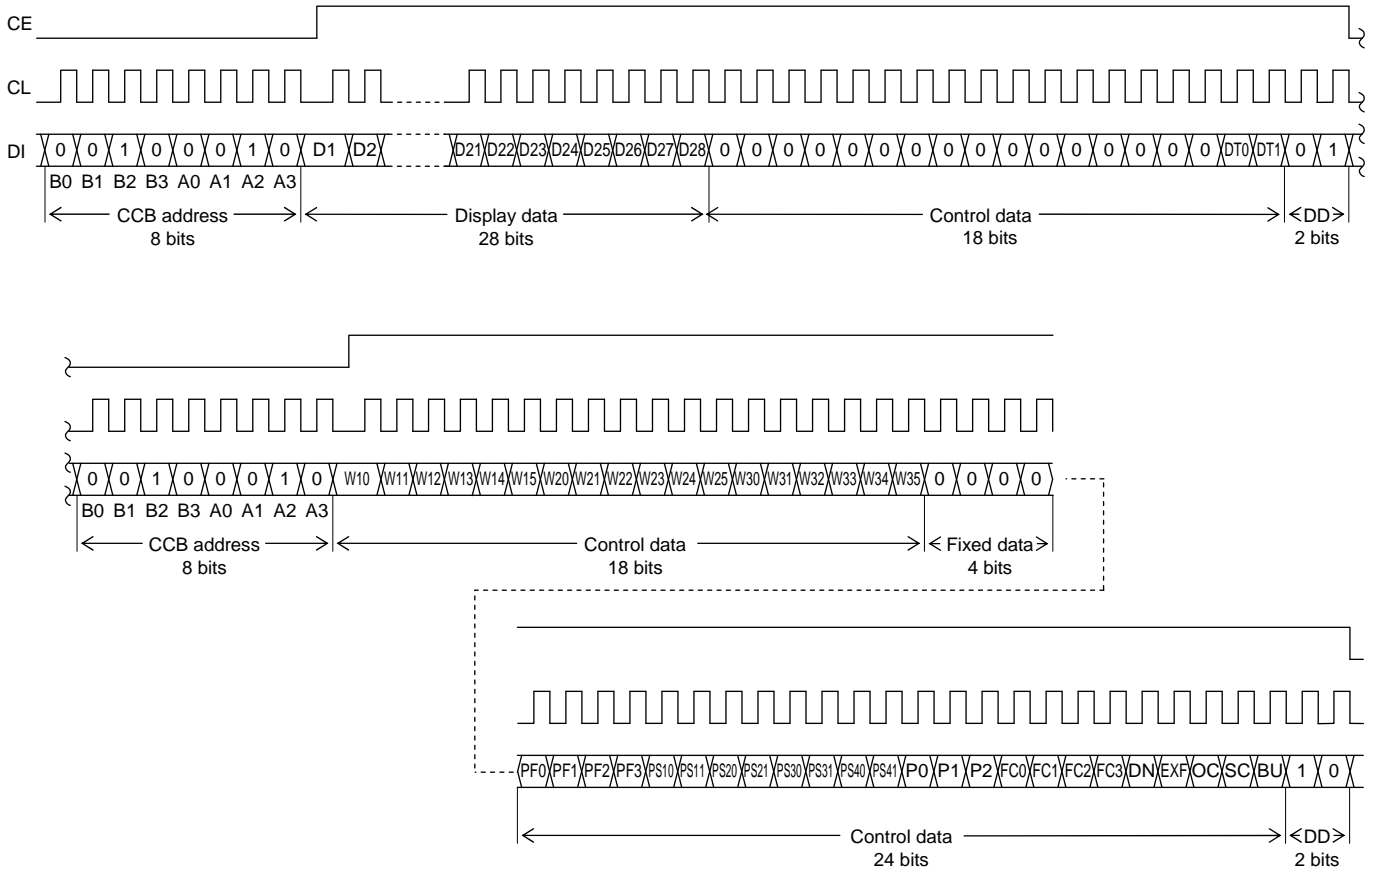 CE
CL
DI 0 0 1 0 0 0 1 0 D1 D2 D21 D22 D23 D24 D25 D26 D27 D28 0 0 0 0 0 0 0 0 0 0 0 0 0 0 0 0 DT0 DT1 0 1
B0 B1 B2 B3 A0 A1 A2 A3
CCB address Display data Control data DD
8 bits 28 bits 18 bits 2 bits
0 0 1 0 0 0 1 0 W10 W11 W12 W13 W14 W15 W20 W21 W22 W23 W24 W25 W30 W31 W32 W33 W34 W35 0 0 0 0
B0 B1 B2 B3 A0 A1 A2 A3
CCB address Control data Fixed data
8 bits 18 bits 4 bits
PF0 PF1 PF2 PF3 PS10 PS11 PS20 PS21 PS30 PS31 PS40 PS41 P0 P1 P2 FC0 FC1 FC2 FC3 DN EXF OC SC BU 1 0
Control data DD
24 bits 2 bits